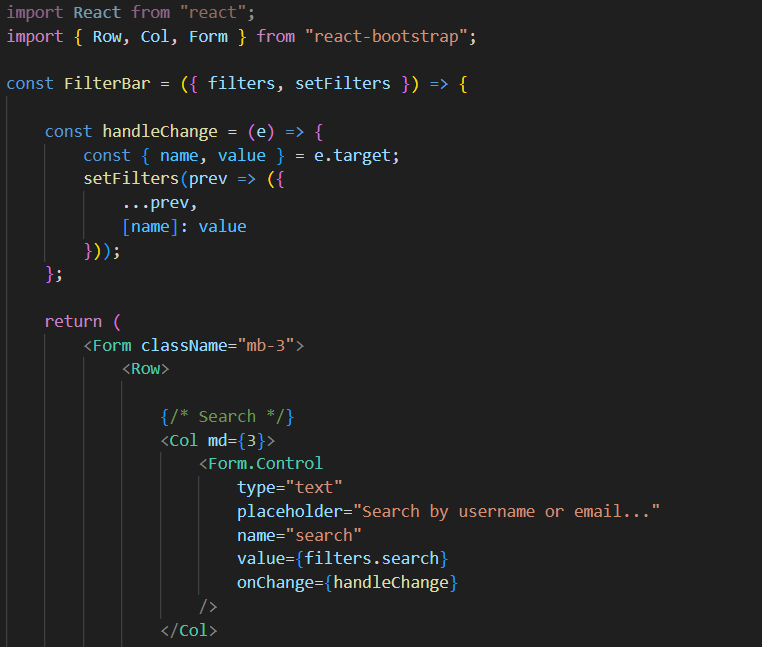 import React from "react";
import { Row, Col, Form } from "react-bootstrap";

const FilterBar = ({ filters, setFilters }) => {

    const handleChange = (e) => {
        const { name, value } = e.target;
        setFilters(prev => ({
            ...prev,
            [name]: value
        }));
    };

    return (
        <Form className="mb-3">
            <Row>

                {/* Search */}
                <Col md={3}>
                    <Form.Control
                        type="text"
                        placeholder="Search by username or email..."
                        name="search"
                        value={filters.search}
                        onChange={handleChange}
                    />
                </Col>